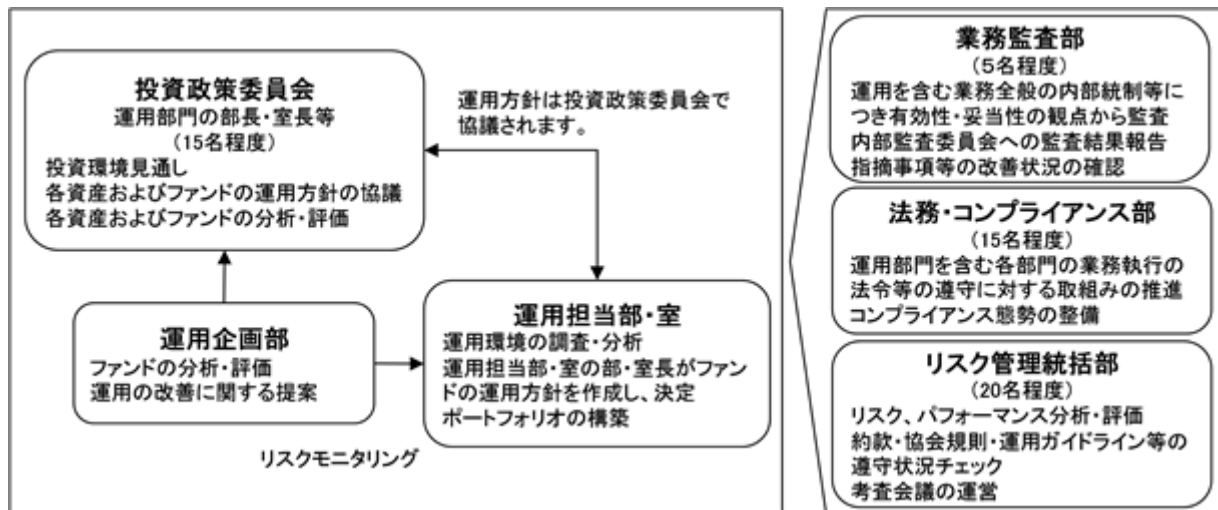 投資政策委員会
運用部門の部長・室長等
(15名程度)
投資環境見通し
各資産およびファンドの運用方針の協議
各資産およびファンドの分析・評価
運用方針は投資政策委員会で
協議されます。
運用企画部
ファンドの分析・評価
運用の改善に関する提案
運用担当部・室
運用環境の調査・分析
運用担当部・室の部・室長がファン
ドの運用方針を作成し、決定
ポートフォリオの構築
リスクモニタリング
業務監査部
(5名程度)
運用を含む業務全般の内部統制等に
つき有効性・妥当性の観点から監査
内部監査委員会への監査結果報告
指摘事項等の改善状況の確認
法務・コンプライアンス部
(15名程度)
運用部門を含む各部門の業務執行の
法令等の遵守に対する取組みの推進
コンプライアンス態勢の整備
リスク管理統括部
(20名程度)
リスク、パフォーマンス分析・評価
約款・協会規則・運用ガイドライン等の
遵守状況チェック
考査会議の運営